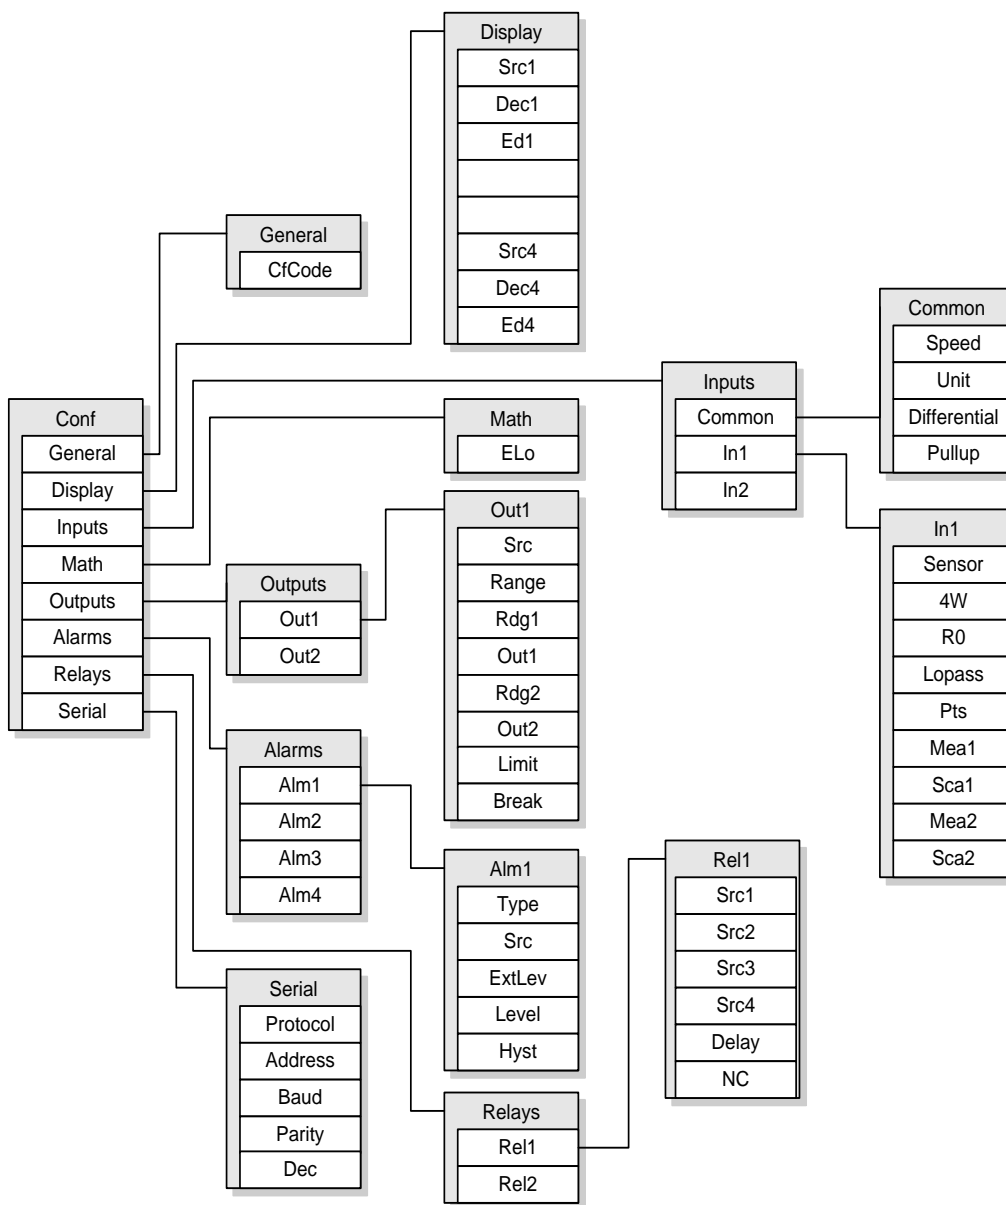 Conf
General
Display
Inputs
Math
Outputs
Alarms
Relays
Serial
General
CfCode
Display
Src1
Dec1
Ed1
Src4
Dec4
Ed4
Math
ELo
Outputs
Out1
Out2
Out1
Src
Range
Rdg1
Out1
Rdg2
Out2
Limit
Break
Alarms
Alm1
Alm2
Alm3
Alm4
Alm1
Type
Src
ExtLev
Level
Hyst
Serial
Protocol
Address
Baud
Parity
Dec
Relays
Rel1
Rel2
Rel1
Src1
Src2
Src3
Src4
Delay
NC
Inputs
Common
In1
In2
Common
Speed
Unit
Differential
Pullup
In1
Sensor
4W
R0
Lopass
Pts
Mea1
Sca1
Mea2
Sca2